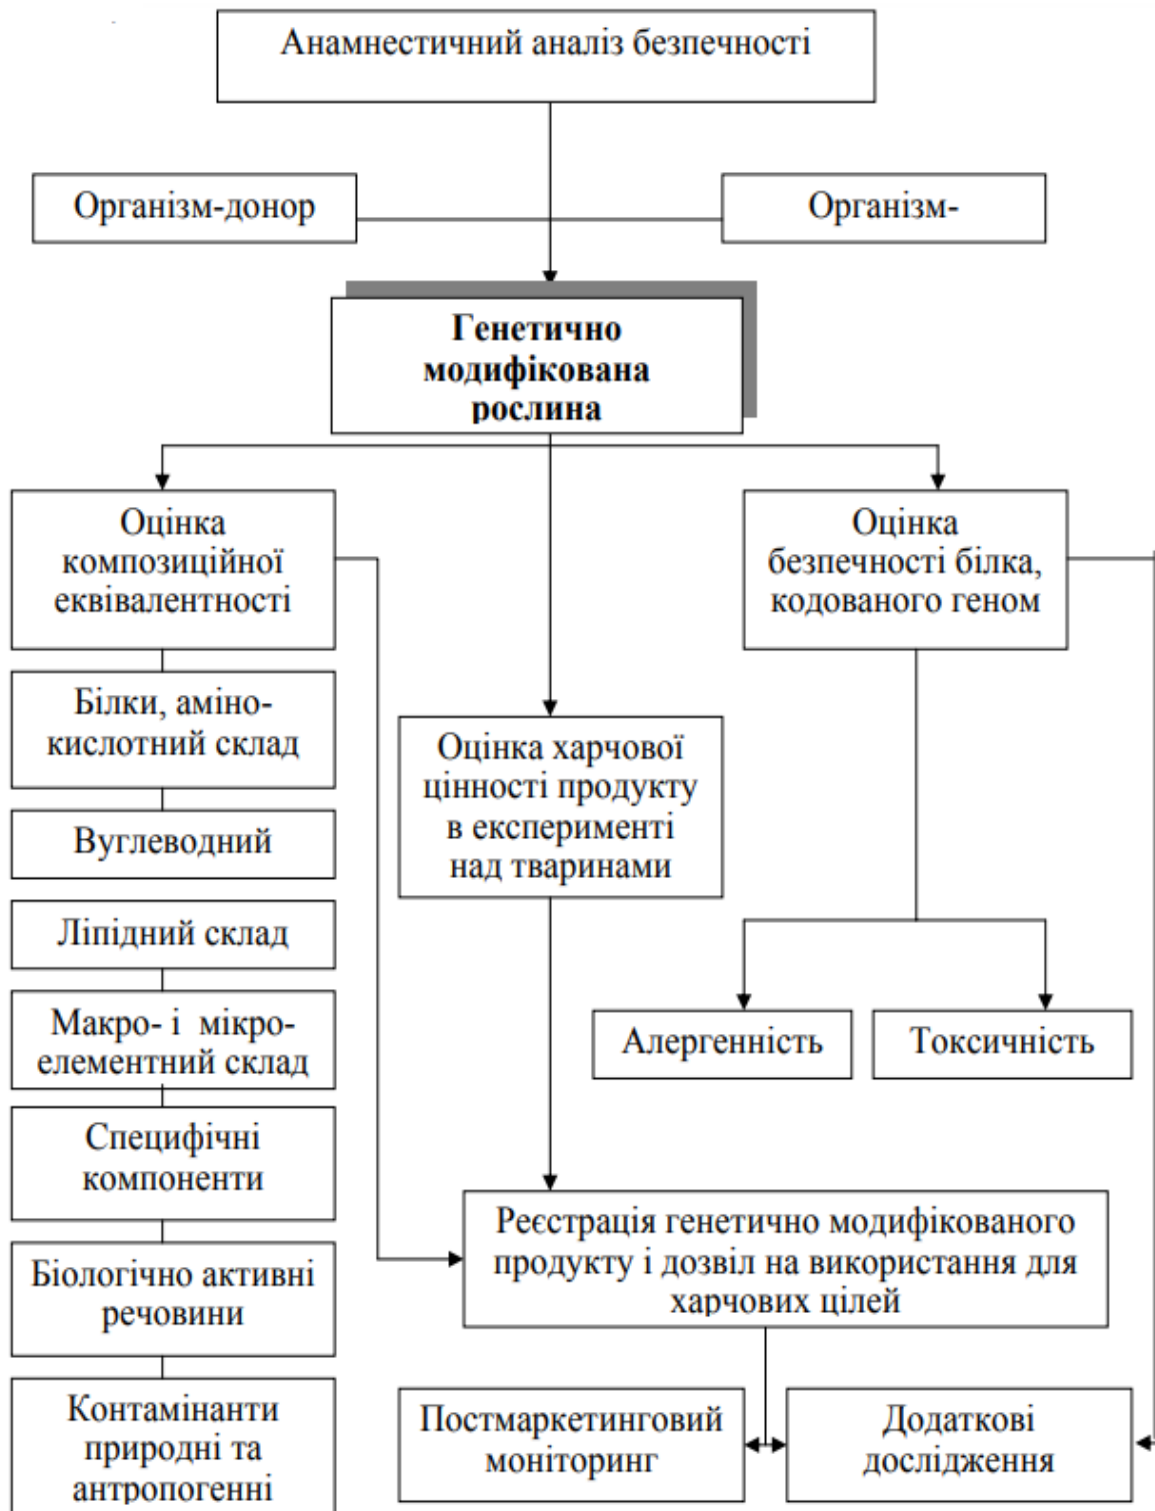 Анамнестичний аналіз безпечності
Організм-донор
Організм-
Генетично
модифікована
рослина
Оцінка
композиційної
еквівалентності
Оцінка
безпечності білка,
кодованого геном
Білки, аміно-
кислотний склад
Оцінка харчової
цінності продукту
в експерименті
над тваринами
Вуглеводний
Ліпідний склад
Макро- і мікро-
елементний склад
Алергенність
Токсичність
Специфічні
компоненти
Реєстрація генетично модифікованого
продукту і дозвіл на використання для
харчових цілей
Біологічно активні
речовини
Контамінанти
природні та
антропогенні
Постмаркетинговий
моніторинг
Додаткові
дослідження